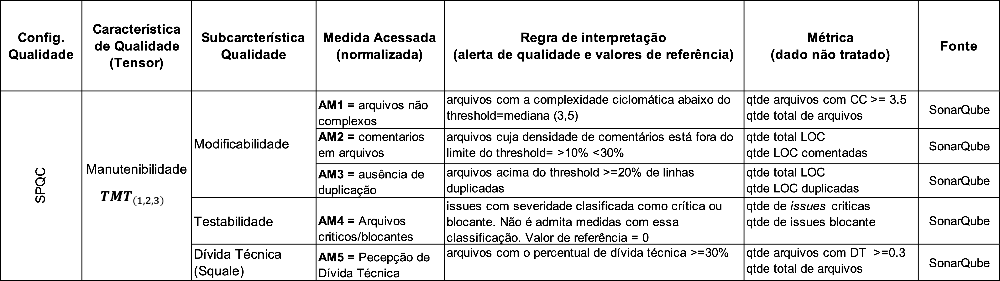 Config.
Qualidade
Característica
de Qualidade
(Tensor)
Subcarcterística
Qualidade
Medida Acessada
(normalizada)
Regra de interpretação
(alerta de qualidade e valores de referência)
Métrica
(dado não tratado)
Fonte
SPQC
Manutenibilidade
TMT(1,2,3)
Modificabilidade
AM1 = arquivos não
complexos
arquivos com a complexidade ciclomática abaixo do
threshold=mediana (3,5)
qtde arquivos com CC >= 3.5
qtde total de arquivos
SonarQube
AM2 = comentarios
em arquivos
arquivos cuja densidade de comentários está fora do
limite do threshold= >10% <30%
qtde total LOC
qtde LOC comentadas
SonarQube
AM3 = ausência de
duplicação
arquivos acima do threshold >=20% de linhas
duplicadas
qtde total LOC
qtde LOC duplicadas
SonarQube
Testabilidade
AM4 = Arquivos
criticos/blocantes
issues com severidade classificada como crítica ou
blocante. Não é admita medidas com essa
classificação. Valor de referência = 0
qtde de issues criticas
qtde de issues blocante
SonarQube
Dívida Técnica
(Squale)
AM5 = Pecepção de
Dívida Técnica
arquivos com o percentual de dívida técnica >=30%
qtde arquivos com DT >=0.3
qtde total de arquivos
SonarQube